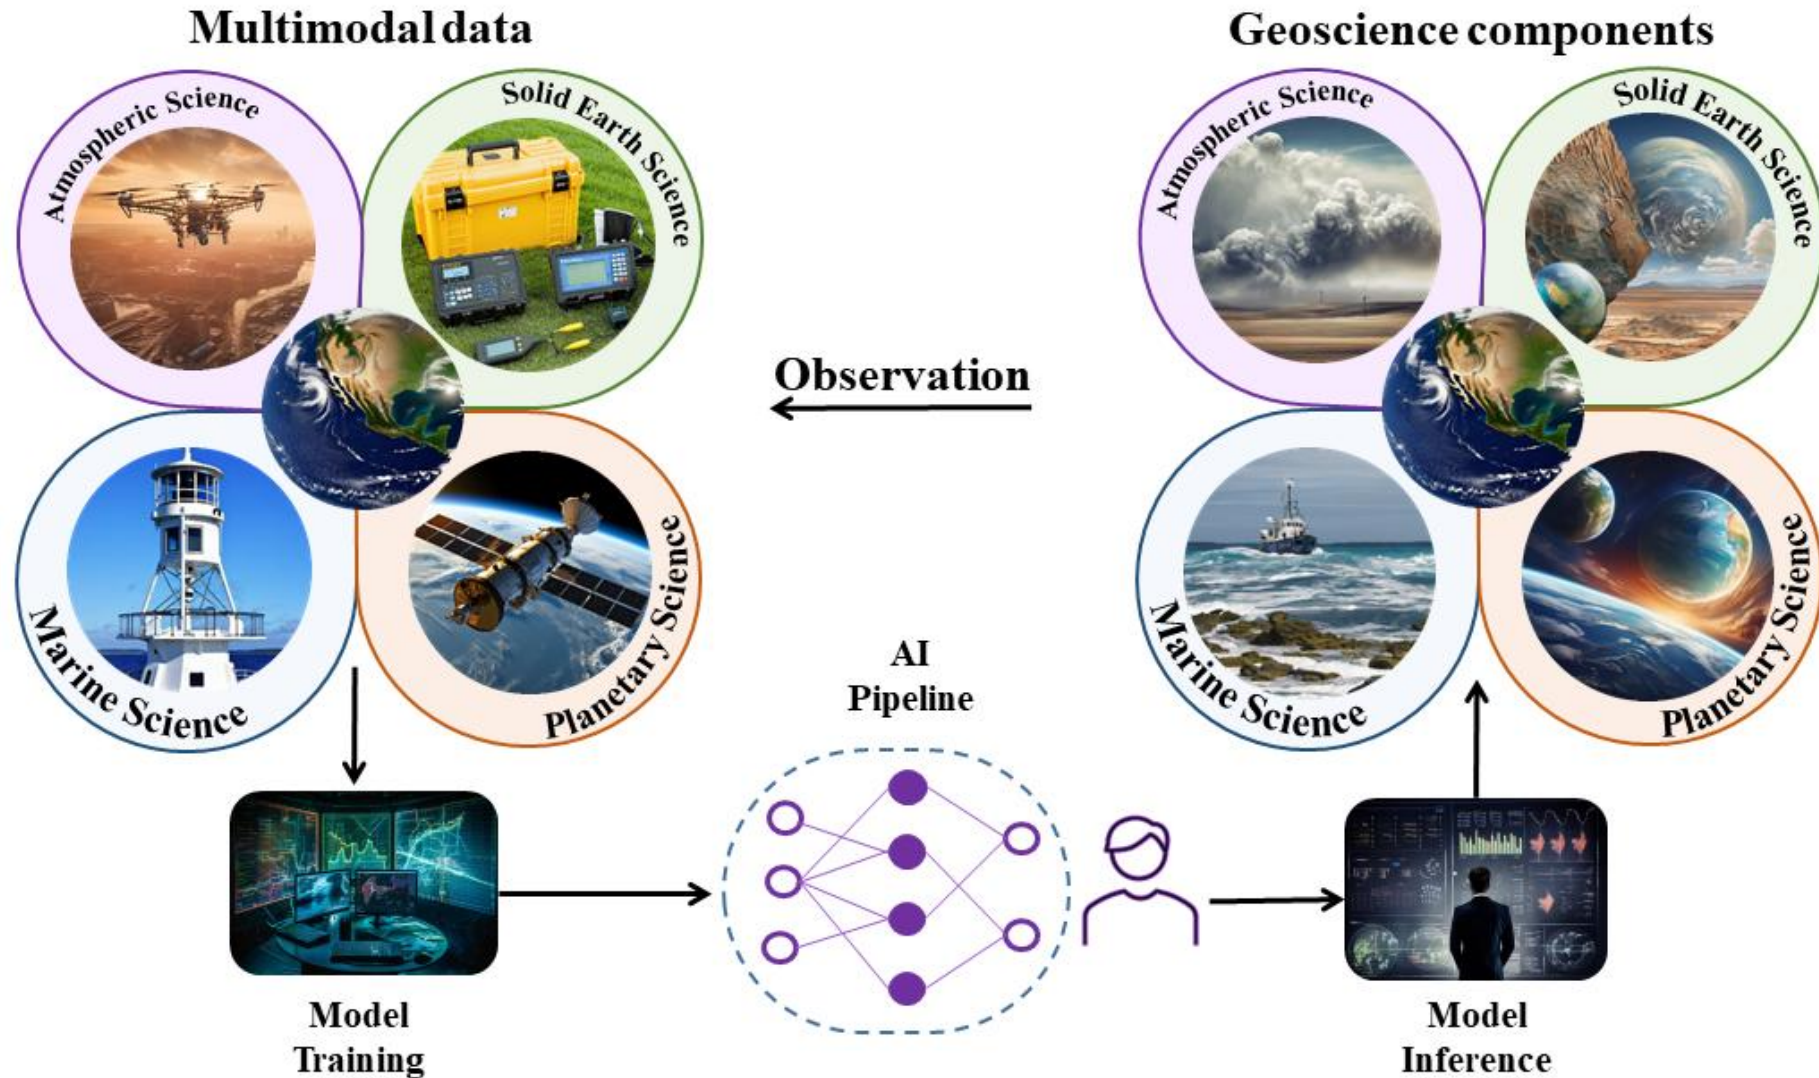 Multimodal data
Geoscience components
Atmospheric Science
Solid Earth Science
Atmospheric Science
Solid Earth Science
Observation
Marine Science
Planetary Science
Marine Science
Planetary Science
AI
Pipeline
Model
Training
Model
Inference